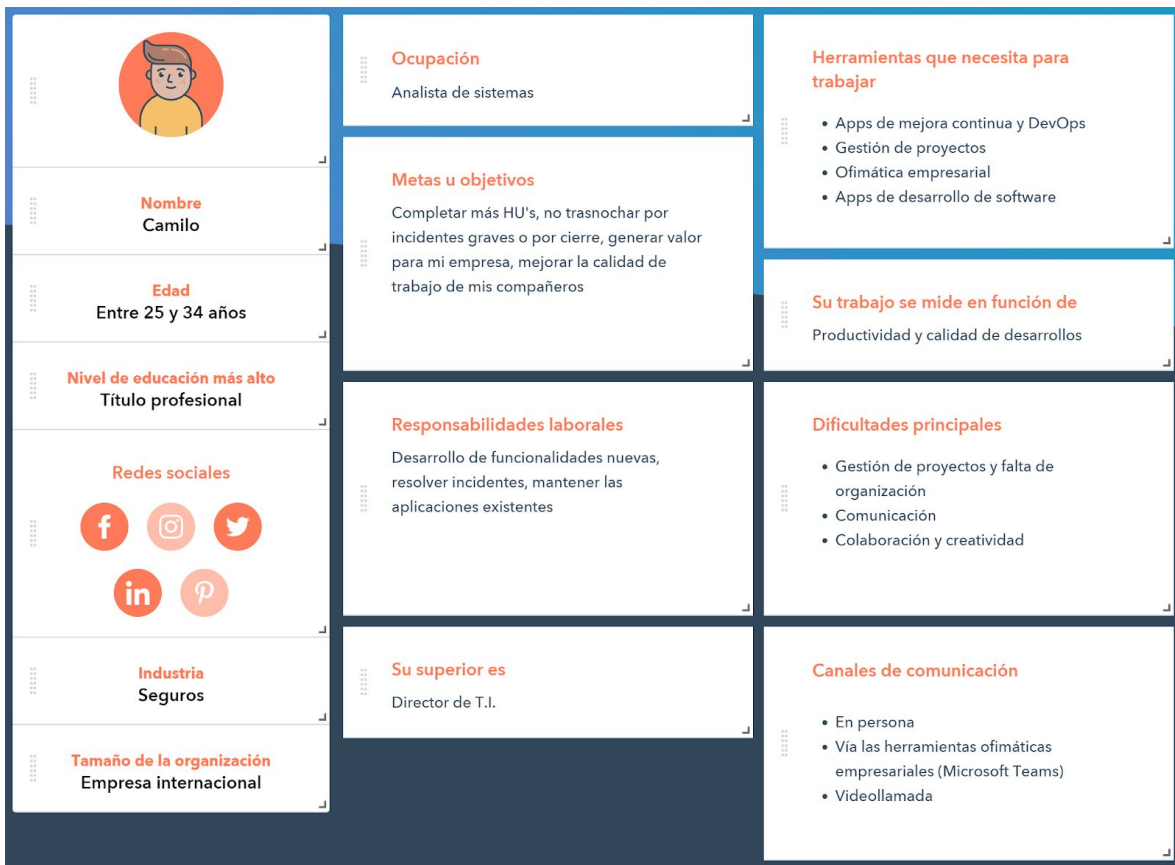 Nombre
Camilo
Edad
Entre 25 y 34 años
Nivel de educación más alto
Título profesional
Redes sociales
Industria
Seguros
Tamaño de la organización
Empresa internacional
Ocupación
Analista de sistemas
Metas u objetivos
Completar más HU's, no trasnochar por
incidentes graves o por cierre, generar valor
para mi empresa, mejorar la calidad de
trabajo de mis compañeros
Responsabilidades laborales
Desarrollo de funcionalidades nuevas,
resolver incidentes, mantener las
aplicaciones existentes
Su superior es
Director de T.I.
Herramientas que necesita para
trabajar
• Apps de mejora continua y DevOps
• Gestión de proyectos
• Ofimática empresarial
• Apps de desarrollo de software
Su trabajo se mide en función de
Productividad y calidad de desarrollos
Dificultades principales
• Gestión de proyectos y falta de
organización
• Comunicación
• Colaboración y creatividad
Canales de comunicación
• En persona
• Vía las herramientas ofimáticas
empresariales (Microsoft Teams)
• Videollamada